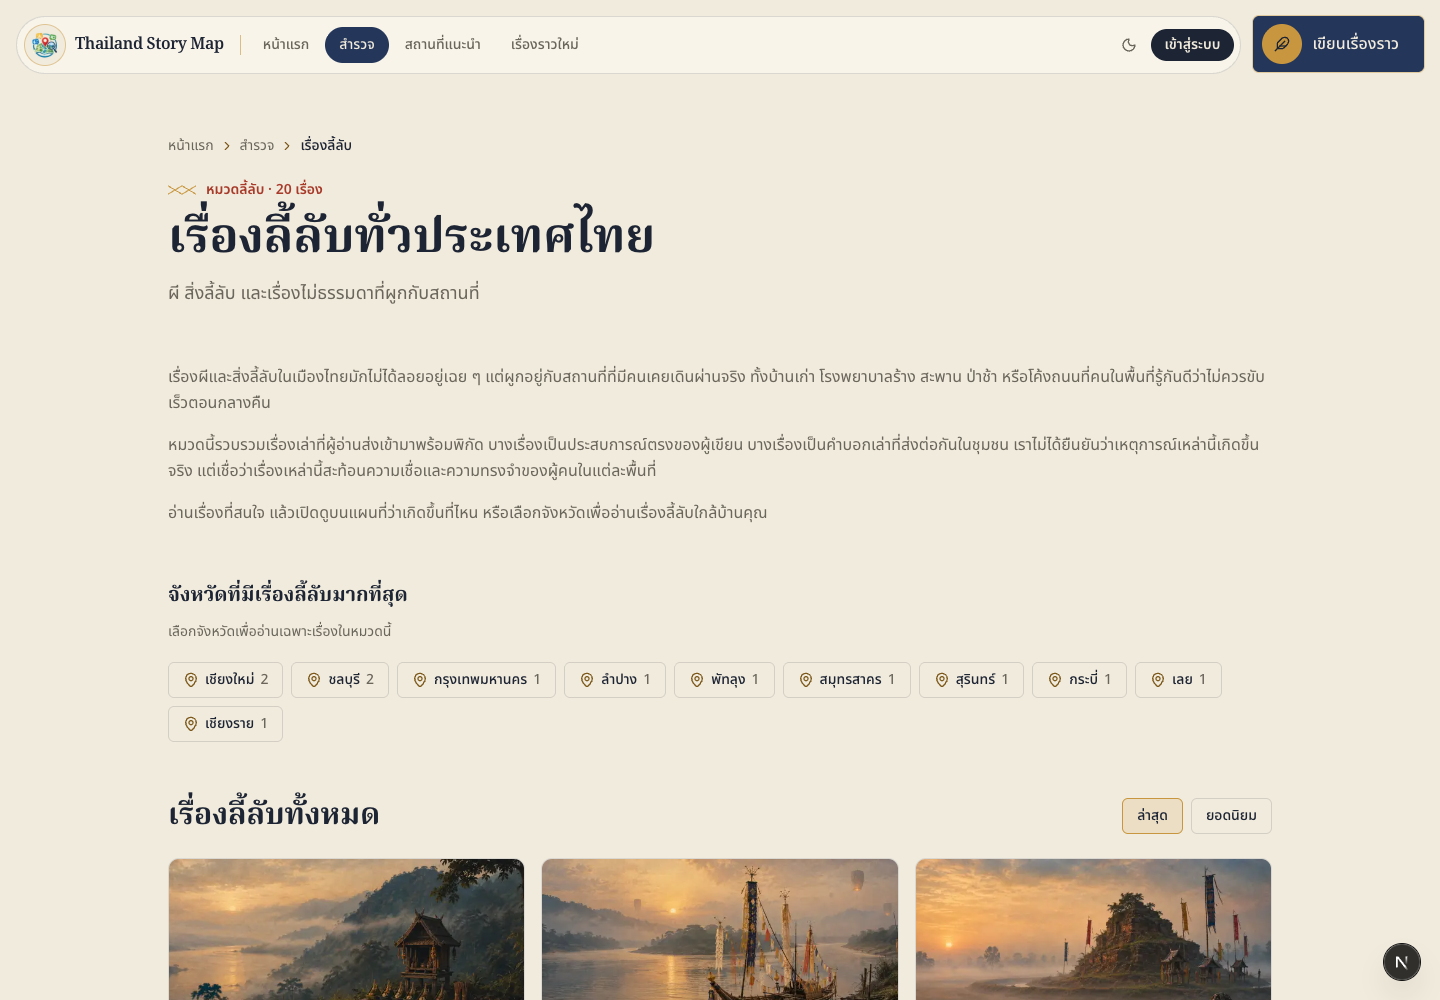 Thailand Story Map
หน้าแรก
สำรวจ
สถานที่แนะนำ
เรื่องราวใหม่
เข้าสู่ระบบ
เขียนเรื่องราว
หน้าแรก > สำรวจ > เรื่องลี้ลับ
หมวดลี้ลับ · 20 เรื่อง
เรื่องลี้ลับทั่วประเทศไทย
ผี สิ่งลี้ลับ และเรื่องไม่ธรรมดาที่ผูกกับสถานที่
เรื่องผีและสิ่งลี้ลับในเมืองไทยมักไม่ได้ลอยอยู่เฉย ๆ แต่ผูกอยู่กับสถานที่ที่มีคนเคยเดินผ่านจริง ทั้งบ้านเก่า โรงพยาบาลร้าง สะพาน ป่าช้า หรือโค้งถนนที่คนในพื้นที่รู้กันดีว่าไม่ควรขับ
เร็วตอนกลางคืน
หมวดนี้รวบรวมเรื่องเล่าที่ผู้อ่านส่งเข้ามาพร้อมพิกัด บางเรื่องเป็นประสบการณ์ตรงของผู้เขียน บางเรื่องเป็นคำบอกเล่าที่ส่งต่อกันในชุมชน เราไม่ได้ยืนยันว่าเหตุการณ์เหล่านี้เกิดขึ้น
จริง แต่เชื่อว่าเรื่องเหล่านี้สะท้อนความเชื่อและความทรงจำของผู้คนในแต่ละพื้นที่
อ่านเรื่องที่สนใจ แล้วเปิดดูบนแผนที่ว่าเกิดขึ้นที่ไหน หรือเลือกจังหวัดเพื่ออ่านเรื่องลี้ลับใกล้บ้านคุณ
จังหวัดที่มีเรื่องลี้ลับมากที่สุด
เลือกจังหวัดเพื่ออ่านเฉพาะเรื่องในหมวดนี้
เชียงใหม่ 2
ชลบุรี 2
กรุงเทพมหานคร 1
ลำปาง 1
พัทลุง 1
สมุทรสาคร 1
สุรินทร์ 1
กระบี่ 1
เลย 1
เชียงราย 1
เรื่องลี้ลับทั้งหมด
ล่าสุด
ยอดนิยม
N